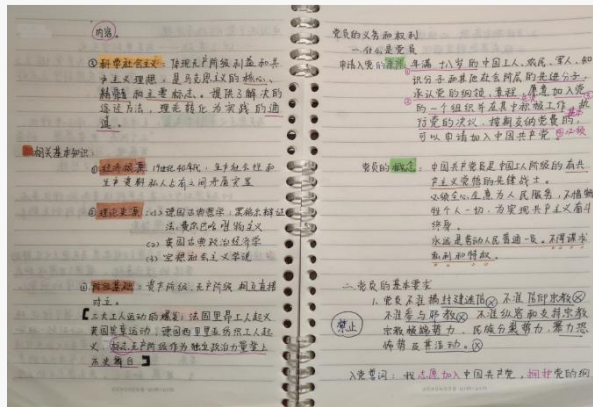 内容。
③科学社会主义：体现无产阶级利益和共
产主义理想，是马克思主义的核心、
精髓和主要标志。提供了解决的
途径方法，理论转化为实践的通
道。
相关基本知识：
①经济根源：19世纪40年代，生产社会性和
生产资料私人占有之间矛盾突显
②理论来源：(1)德国古典哲学：黑格尔辩证
法，费尔巴哈唯物主义
(2)英国古典政治经济学
(3)空想社会主义学说
③阶级基础：资产阶级、无产阶级相互直接
对立。
【三大工人运动的爆发：法国里昂工人起义
英国宪章运动；德国西里西亚纺织工人起
义，标志无产阶级作为独立政治力量登上
历史舞台】
党员的义务和权利
一.什么是党员
申请入党的条件 年满十八岁的中国工人、农民、军人、知
识分子和其他社会阶层的先进分子，
承认党的纲领、章程，愿意加入党
的一个组织并在其中积极工作、执
行党的决议、按期交纳党费的，
可以申请加入中国共产党。
党员的概念：中国共产党员是中国工人阶级的有共
产主义觉悟的先锋战士。
必须全心全意为人民服务，不惜牺
牲个人一切，为实现共产主义奋斗
终身。
永远是劳动人民普通一员。不得谋求
私利和特权。
二.党员的基本要求
1.党员不准搞封建迷信 不准信仰宗教
不准参与邪教 不准纵容和支持宗教
宗教极端势力、民族分裂势力、暴力恐
怖势力及其活动。
禁止
入党誓词：我志愿加入中国共产党，拥护党的纲